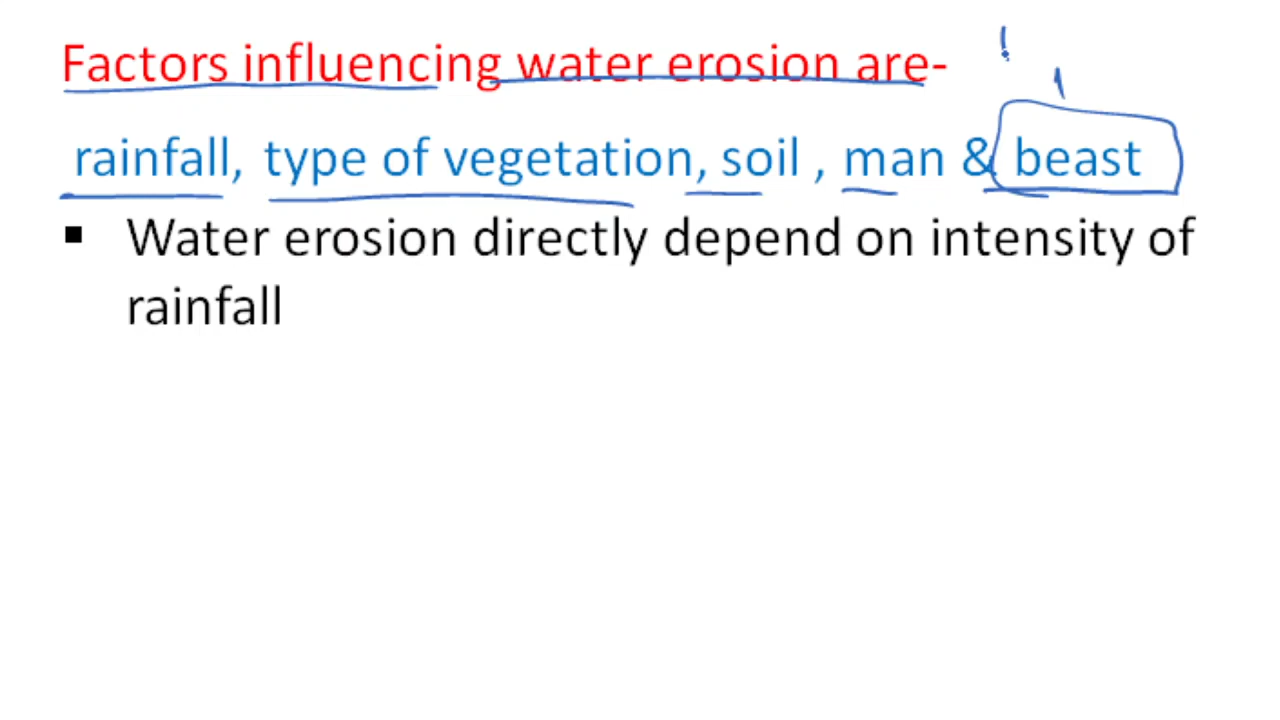 Factors influencing water erosion are-
rainfall, type of vegetation, soil , man & beast
▪ Water erosion directly depend on intensity of
rainfall